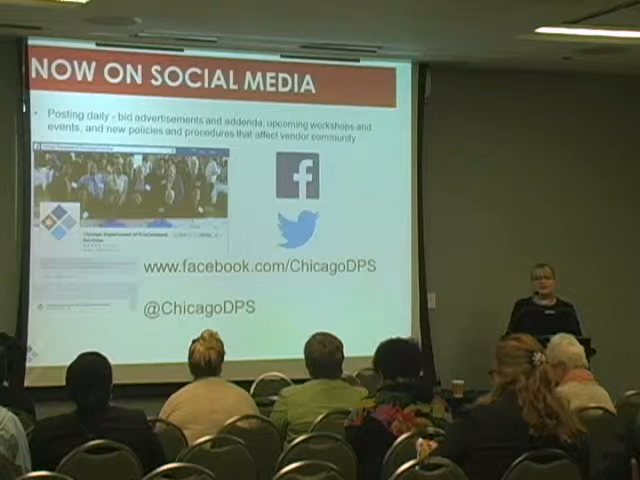 NOW ON SOCIAL MEDIA
Posting daily - bid advertisements and addenda, upcoming workshops and
events, and new policies and procedures that affect vendor community
Chicago Department of Procurement
Services
www.facebook.com/ChicagoDPS
@ChicagoDPS